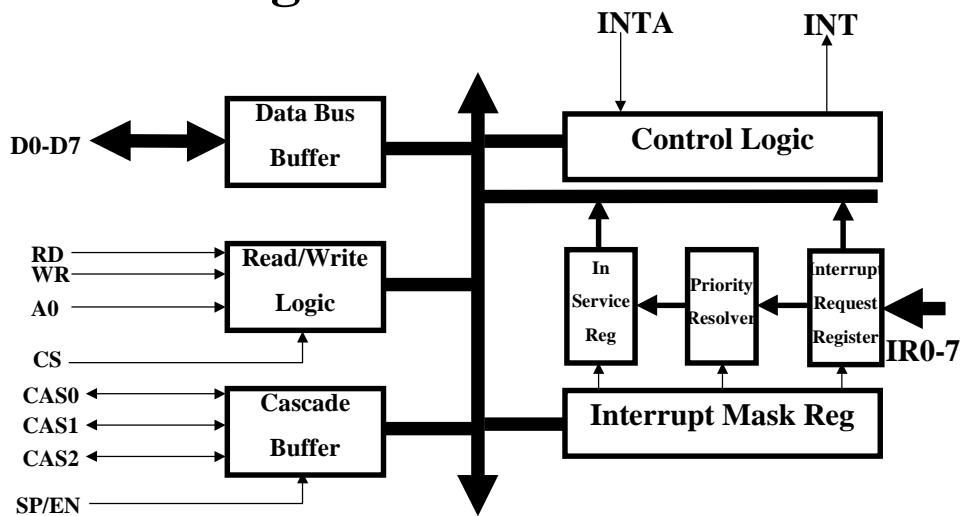 INTA
INT
Data Bus
Buffer
Control Logic
D0-D7
RD
WR
A0
CS
Read/Write
Logic
In
Service
Reg
Priority
Resolver
Interrupt
Request
Register
IR0-7
CAS0
CAS1
CAS2
SP/EN
Cascade
Buffer
Interrupt Mask Reg